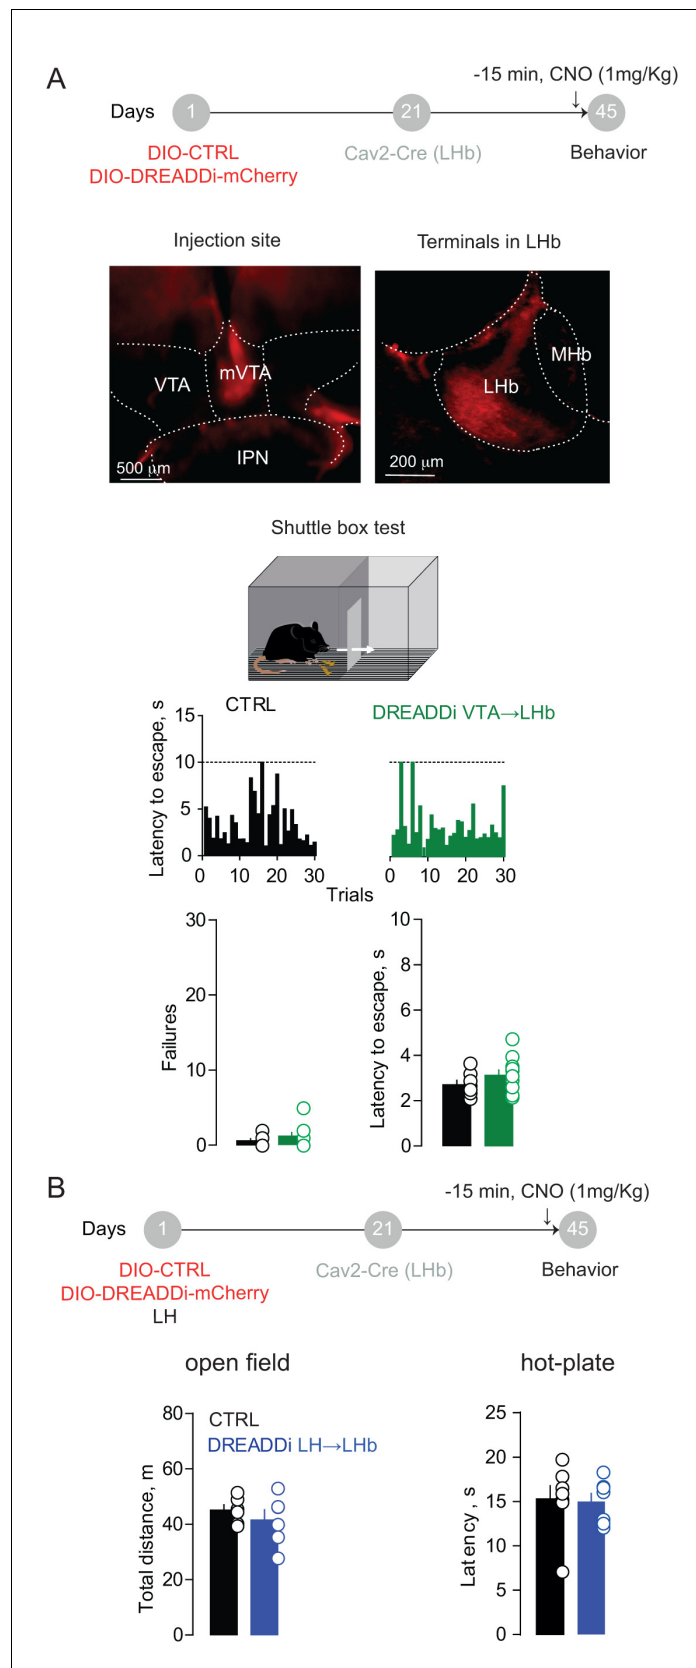 A
-15 min, CNO (1mg/Kg)
↓
Days 1 21 45
DIO-CTRL Cav2-Cre (LHb) Behavior
DIO-DREADDi-mCherry
Injection site Terminals in LHb
VTA mVTA MHb
LHb
IPN
500 μm 200 μm
Shuttle box test
CTRL DREADDi VTA→LHb
Latency to escape, s
15
10
5
0
0 10 20 30 0 10 20 30
Trials
Failures
30
20
10
0
Latency to escape, s
10
8
6
4
2
0
B
-15 min, CNO (1mg/Kg)
↓
Days 1 21 45
DIO-CTRL Cav2-Cre (LHb) Behavior
DIO-DREADDi-mCherry
LH
open field hot-plate
CTRL
DREADDi LH→LHb
Total distance, m
80
60
40
20
0
Latency, s
25
20
15
10
5
0